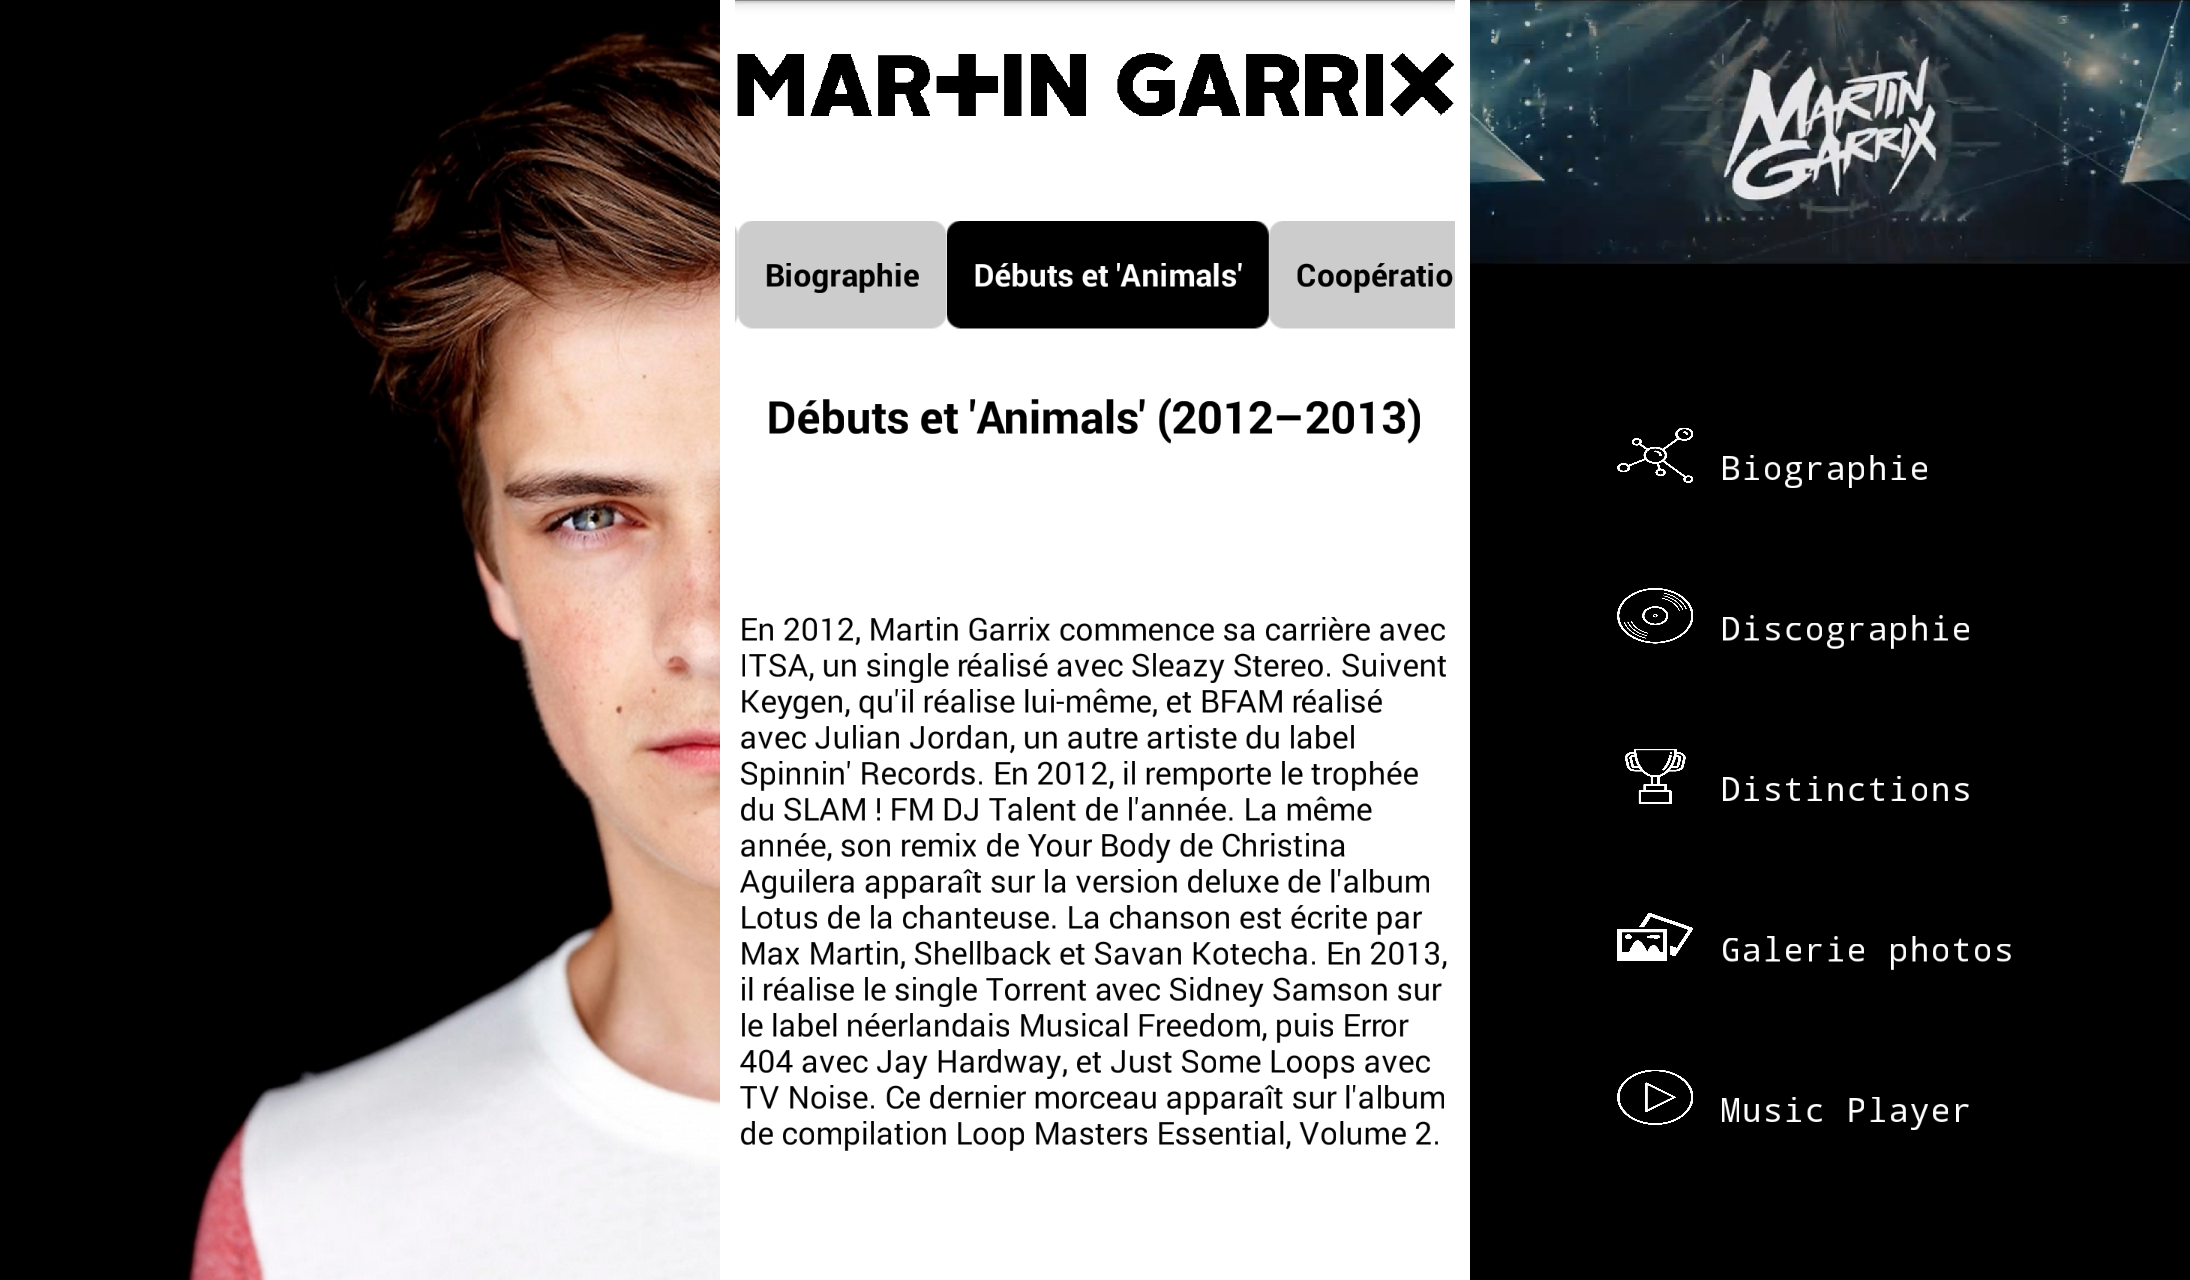 MARTIN GARRIX
Biographie
Débuts et 'Animals'
Coopératio
Débuts et 'Animals' (2012–2013)
En 2012, Martin Garrix commence sa carrière avec
ITSA, un single réalisé avec Sleazy Stereo. Suivent
Keygen, qu'il réalise lui-même, et BFAM réalisé
avec Julian Jordan, un autre artiste du label
Spinnin' Records. En 2012, il remporte le trophée
du SLAM ! FM DJ Talent de l'année. La même
année, son remix de Your Body de Christina
Aguilera apparaît sur la version deluxe de l'album
Lotus de la chanteuse. La chanson est écrite par
Max Martin, Shellback et Savan Kotecha. En 2013,
il réalise le single Torrent avec Sidney Samson sur
le label néerlandais Musical Freedom, puis Error
404 avec Jay Hardway, et Just Some Loops avec
TV Noise. Ce dernier morceau apparaît sur l'album
de compilation Loop Masters Essential, Volume 2.
MARTIN
GARRIX
Biographie
Discographie
Distinctions
Galerie photos
Music Player